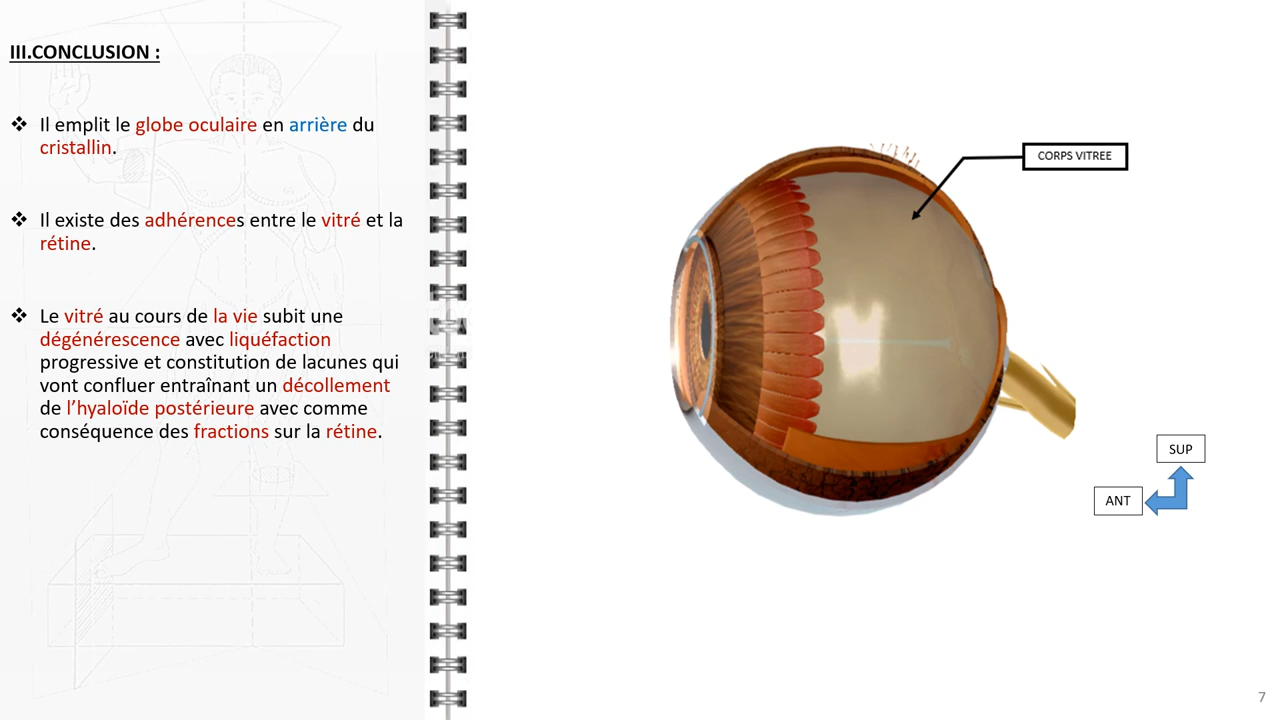 III.CONCLUSION :
❖ Il emplit le globe oculaire en arrière du
cristallin.
❖ Il existe des adhérences entre le vitré et la
rétine.
❖ Le vitré au cours de la vie subit une
dégénérescence avec liquéfaction
progressive et constitution de lacunes qui
vont confluer entraînant un décollement
de l’hyaloïde postérieure avec comme
conséquence des fractions sur la rétine.
CORPS VITREE
SUP
ANT
7